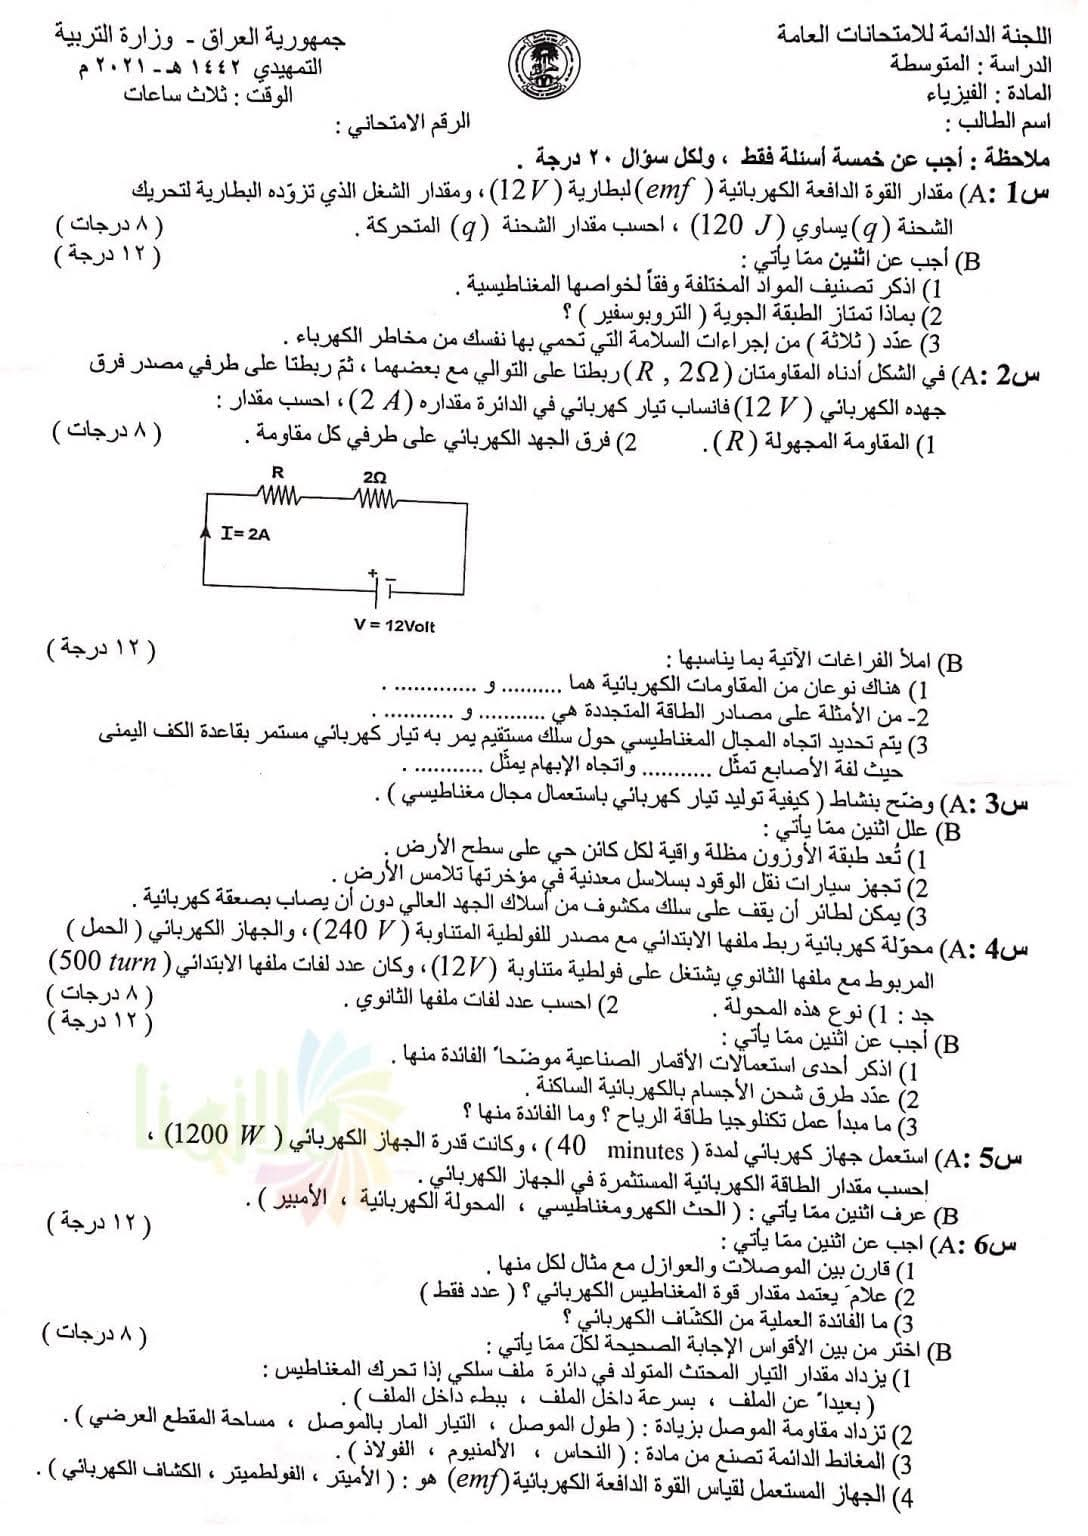 اللجنة الدائمة للامتحانات العامة
الدراسة : المتوسطة
المادة : الفيزياء
اسم الطالب :
جمهورية العراق - وزارة التربية
التمهيدي ١٤٤٢ هـ - ٢٠٢١ م
الوقت : ثلاث ساعات
الرقم الامتحاني :
ملاحظة : أجب عن خمسة أسئلة فقط ، ولكل سؤال ٢٠ درجة .
س1 :A) مقدار القوة الدافعة الكهربائية (emf) لبطارية (12V)، ومقدار الشغل الذي تزوّده البطارية لتحريك
الشحنة (q) يساوي (120 J) ، احسب مقدار الشحنة (q) المتحركة . (٨ درجات)
B) أجب عن اثنين ممّا يأتي : (١٢ درجة)
1) اذكر تصنيف المواد المختلفة وفقاً لخواصها المغناطيسية .
2) بماذا تمتاز الطبقة الجوية (التروبوسفير) ؟
3) عدّد (ثلاثة) من إجراءات السلامة التي تحمي بها نفسك من مخاطر الكهرباء .
س2 :A) في الشكل أدناه المقاومتان (R , 2Ω) ربطتا على التوالي مع بعضهما ، ثمّ ربطتا على طرفي مصدر فرق
جهده الكهربائي (12 V) فانساب تيار كهربائي في الدائرة مقداره (2 A)، احسب مقدار :
1) المقاومة المجهولة (R). 2) فرق الجهد الكهربائي على طرفي كل مقاومة . (٨ درجات)
R 2Ω
I= 2A
+ −
V = 12Volt
B) املأ الفراغات الآتية بما يناسبها : (١٢ درجة)
1) هناك نوعان من المقاومات الكهربائية هما .......... و ............. .
2- من الأمثلة على مصادر الطاقة المتجددة هي ........... و ........... .
3) يتم تحديد اتجاه المجال المغناطيسي حول سلك مستقيم يمر به تيار كهربائي مستمر بقاعدة الكف اليمنى
حيث لفة الأصابع تمثّل ........... واتجاه الإبهام يمثّل ........... .
س3 :A) وضّح بنشاط (كيفية توليد تيار كهربائي باستعمال مجال مغناطيسي) .
B) علل اثنين ممّا يأتي :
1) تُعد طبقة الأوزون مظلة واقية لكل كائن حي على سطح الأرض .
2) تجهز سيارات نقل الوقود بسلاسل معدنية في مؤخرتها تلامس الأرض .
3) يمكن لطائر أن يقف على سلك مكشوف من أسلاك الجهد العالي دون أن يصاب بصعقة كهربائية .
س4 :A) محوّلة كهربائية ربط ملفها الابتدائي مع مصدر للفولطية المتناوبة (240 V)، والجهاز الكهربائي (الحمل)
المربوط مع ملفها الثانوي يشتغل على فولطية متناوبة (12V)، وكان عدد لفات ملفها الابتدائي (500 turn)
جد : 1) نوع هذه المحولة . 2) احسب عدد لفات ملفها الثانوي . (٨ درجات)
B) أجب عن اثنين ممّا يأتي : (١٢ درجة)
1) اذكر أحدى استعمالات الأقمار الصناعية موضّحاً الفائدة منها .
2) عدّد طرق شحن الأجسام بالكهربائية الساكنة .
3) ما مبدأ عمل تكنلوجيا طاقة الرياح ؟ وما الفائدة منها ؟
س5 :A) استعمل جهاز كهربائي لمدة (40 minutes) ، وكانت قدرة الجهاز الكهربائي (1200 W) ،
احسب مقدار الطاقة الكهربائية المستثمرة في الجهاز الكهربائي .
B) عرف اثنين ممّا يأتي : (الحث الكهرومغناطيسي ، المحولة الكهربائية ، الأمبير) .
س6 :A) اجب عن اثنين ممّا يأتي : (١٢ درجة)
1) قارن بين الموصلات والعوازل مع مثال لكل منها .
2) علامَ يعتمد مقدار قوة المغناطيس الكهربائي ؟ (عدد فقط)
3) ما الفائدة العملية من الكشّاف الكهربائي ؟
B) اختر من بين الأقواس الإجابة الصحيحة لكلّ ممّا يأتي : (٨ درجات)
1) يزداد مقدار التيار المحتث المتولد في دائرة ملف سلكي إذا تحرك المغناطيس :
(بعيداً عن الملف ، بسرعة داخل الملف ، ببطء داخل الملف) .
2) تزداد مقاومة الموصل بزيادة : (طول الموصل ، التيار المار بالموصل ، مساحة المقطع العرضي) .
3) المغانط الدائمة تصنع من مادة : (النحاس ، الألمنيوم ، الفولاذ) .
4) الجهاز المستعمل لقياس القوة الدافعة الكهربائية (emf) هو : (الأميتر ، الفولطميتر ، الكشاف الكهربائي) .
ملازمنا